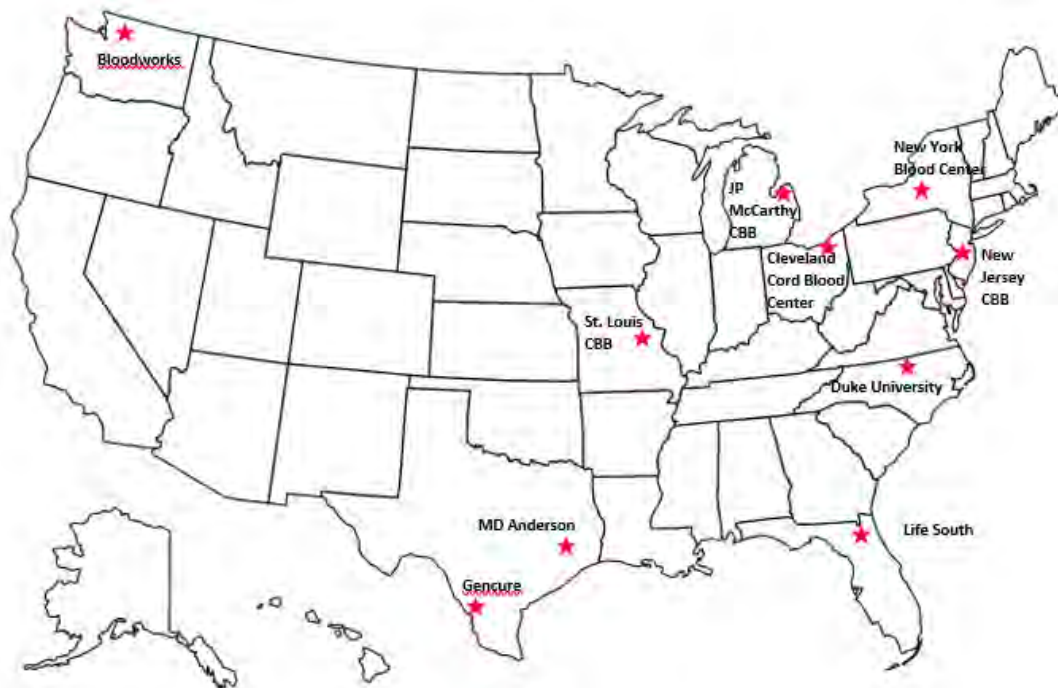 Bloodworks
New York
Blood Center
JP
McCarthy
CBB
Cleveland
Cord Blood
Center
New
Jersey
CBB
St. Louis
CBB
Duke University
MD Anderson
Life South
Gencure